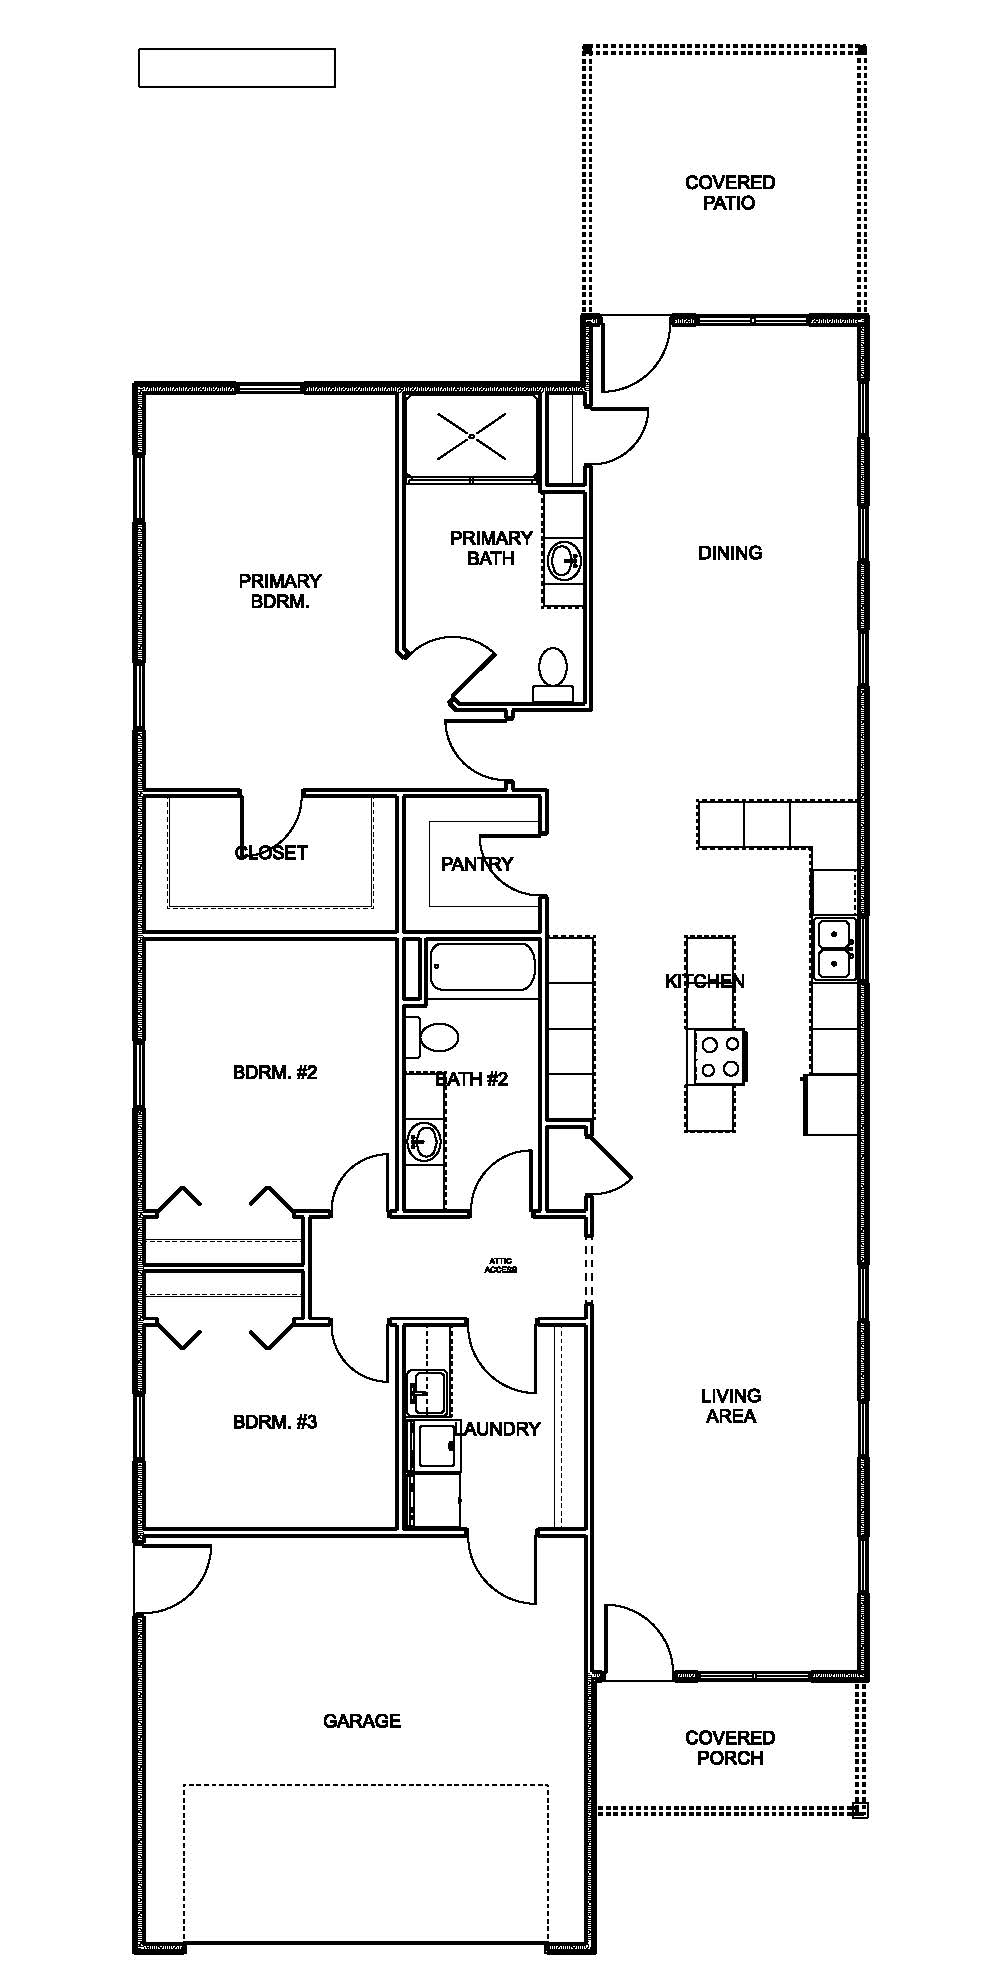 COVERED
PATIO
PRIMARY
BATH
DINING
PRIMARY
BDRM.
CLOSET
PANTRY
KITCHEN
BDRM. #2
BATH #2
ATTIC
ACCESS
LIVING
AREA
BDRM. #3
LAUNDRY
GARAGE
COVERED
PORCH